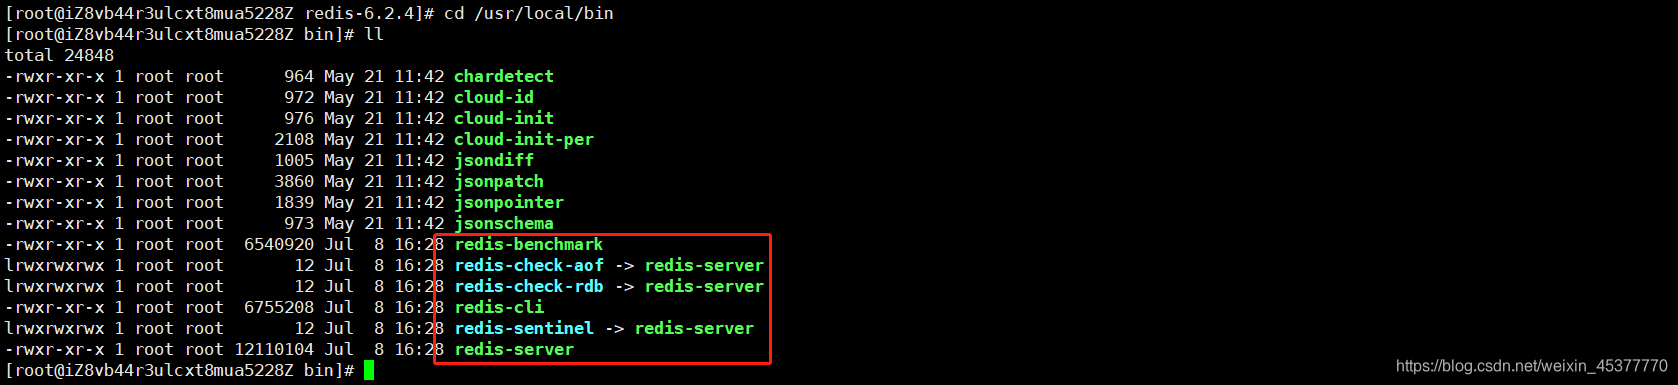 [root@iZ8vb44r3ulcxt8mua5228Z redis-6.2.4]# cd /usr/local/bin
[root@iZ8vb44r3ulcxt8mua5228Z bin]# ll
total 24848
-rwxr-xr-x 1 root root      964 May 21 11:42 chardetect
-rwxr-xr-x 1 root root      972 May 21 11:42 cloud-id
-rwxr-xr-x 1 root root      976 May 21 11:42 cloud-init
-rwxr-xr-x 1 root root     2108 May 21 11:42 cloud-init-per
-rwxr-xr-x 1 root root     1005 May 21 11:42 jsondiff
-rwxr-xr-x 1 root root     3860 May 21 11:42 jsonpatch
-rwxr-xr-x 1 root root     1839 May 21 11:42 jsonpointer
-rwxr-xr-x 1 root root      973 May 21 11:42 jsonschema
-rwxr-xr-x 1 root root  6540920 Jul  8 16:28 redis-benchmark
lrwxrwxrwx 1 root root       12 Jul  8 16:28 redis-check-aof -> redis-server
lrwxrwxrwx 1 root root       12 Jul  8 16:28 redis-check-rdb -> redis-server
-rwxr-xr-x 1 root root  6755208 Jul  8 16:28 redis-cli
lrwxrwxrwx 1 root root       12 Jul  8 16:28 redis-sentinel -> redis-server
-rwxr-xr-x 1 root root 12110104 Jul  8 16:28 redis-server
[root@iZ8vb44r3ulcxt8mua5228Z bin]#
https://blog.csdn.net/weixin_45377770